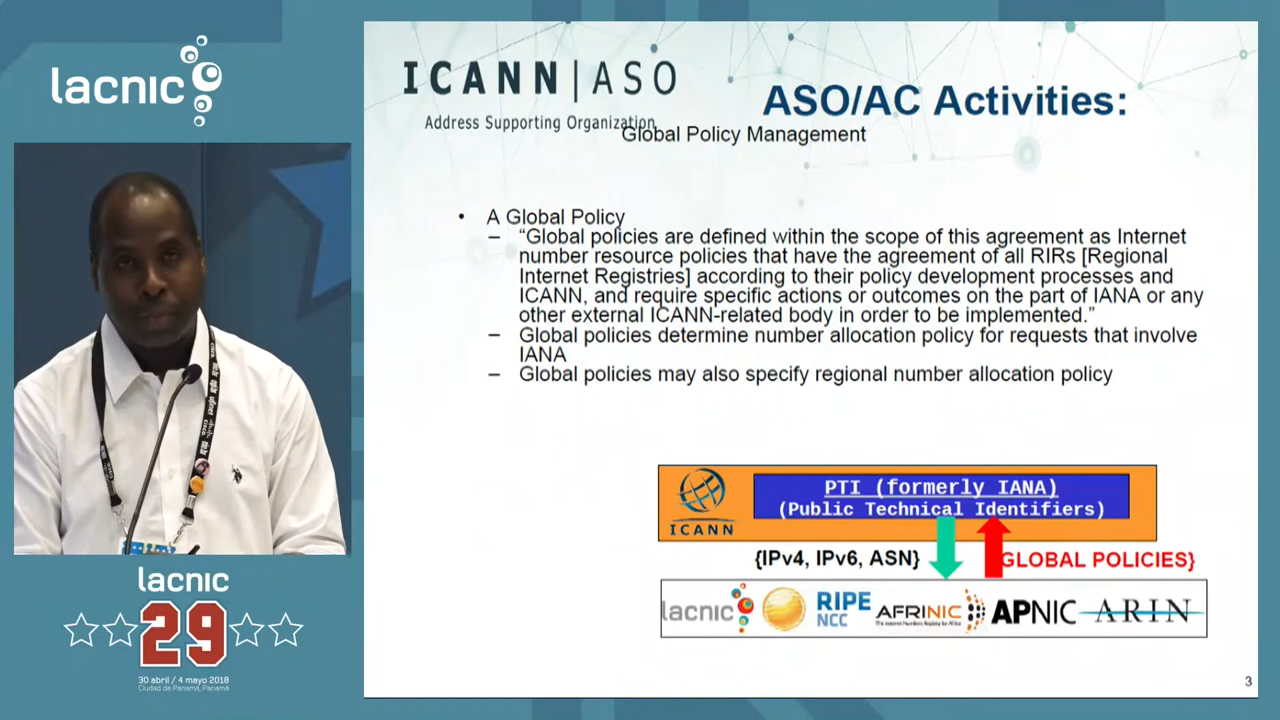 lacnic
ICANN|ASO
Address Supporting Organization
ASO/AC Activities:
Global Policy Management
• A Global Policy
– “Global policies are defined within the scope of this agreement as Internet
number resource policies that have the agreement of all RIRs [Regional
Internet Registries] according to their policy development processes and
ICANN, and require specific actions or outcomes on the part of IANA or any
other external ICANN-related body in order to be implemented.”
– Global policies determine number allocation policy for requests that involve
IANA
– Global policies may also specify regional number allocation policy
ICANN
PTI (formerly IANA)
(Public Technical Identifiers)
{IPv4, IPv6, ASN}
GLOBAL POLICIES}
lacnic
RIPE
NCC
AFRINIC
The Internet Numbers Registry for Africa
APNIC
ARIN
3
lacnic
29
30 abril / 4 mayo 2018
Ciudad de Panamá, Panamá